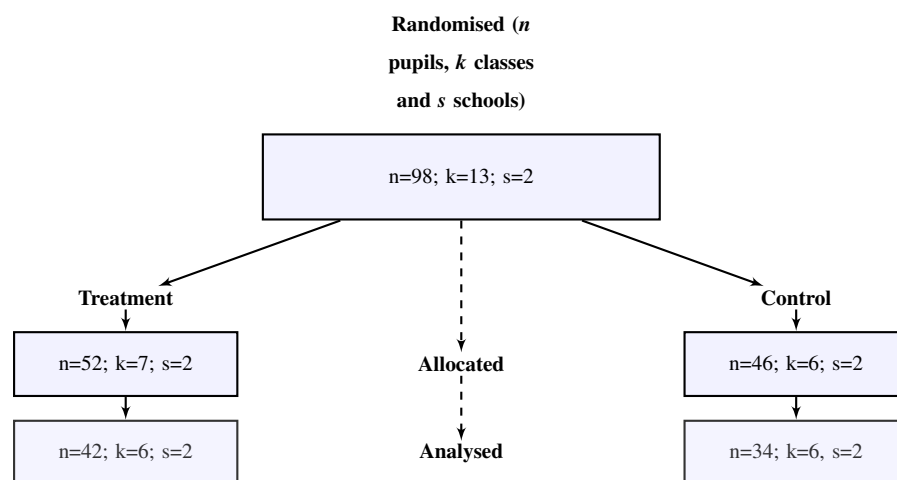 Randomised (n
pupils, k classes
and s schools)
n=98; k=13; s=2
Treatment
Control
n=52; k=7; s=2
Allocated
n=46; k=6; s=2
n=42; k=6; s=2
Analysed
n=34; k=6, s=2